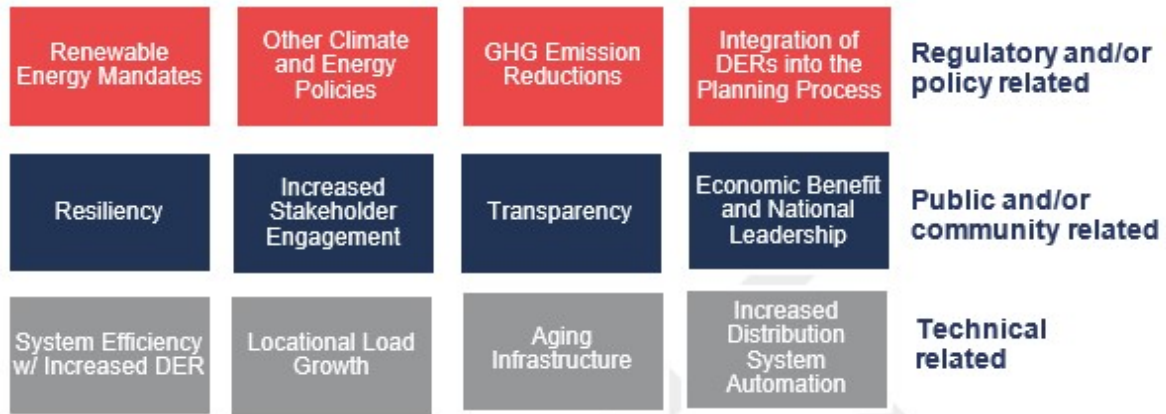 Renewable
Energy Mandates
Other Climate
and Energy
Policies
GHG Emission
Reductions
Integration of
DERs into the
Planning Process
Regulatory and/or
policy related
Resiliency
Increased
Stakeholder
Engagement
Transparency
Economic Benefit
and National
Leadership
Public and/or
community related
System Efficiency
w/ Increased DER
Locational Load
Growth
Aging
Infrastructure
Increased
Distribution
System
Automation
Technical
related